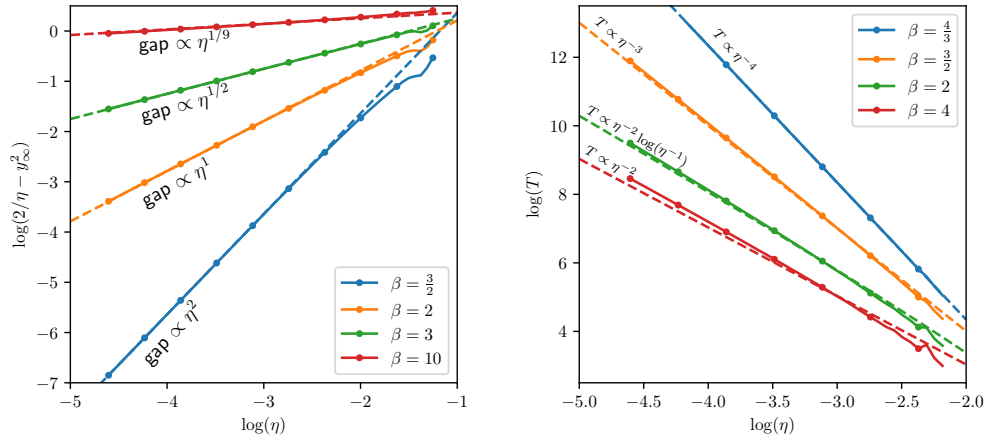 gap ∝ η^{1/9}
gap ∝ η^{1/2}
gap ∝ η^1
gap ∝ η^2
0
−1
−2
−3
−4
−5
−6
−7
log(2/η − y_∞^2)
−5
−4
−3
−2
−1
log(η)
β = 3/2
β = 2
β = 3
β = 10
T ∝ η^{−4}
T ∝ η^{−3}
T ∝ η^{−2} log(η^{−1})
T ∝ η^{−2}
12
10
8
6
4
log(T)
−5.0
−4.5
−4.0
−3.5
−3.0
−2.5
−2.0
log(η)
β = 4/3
β = 3/2
β = 2
β = 4